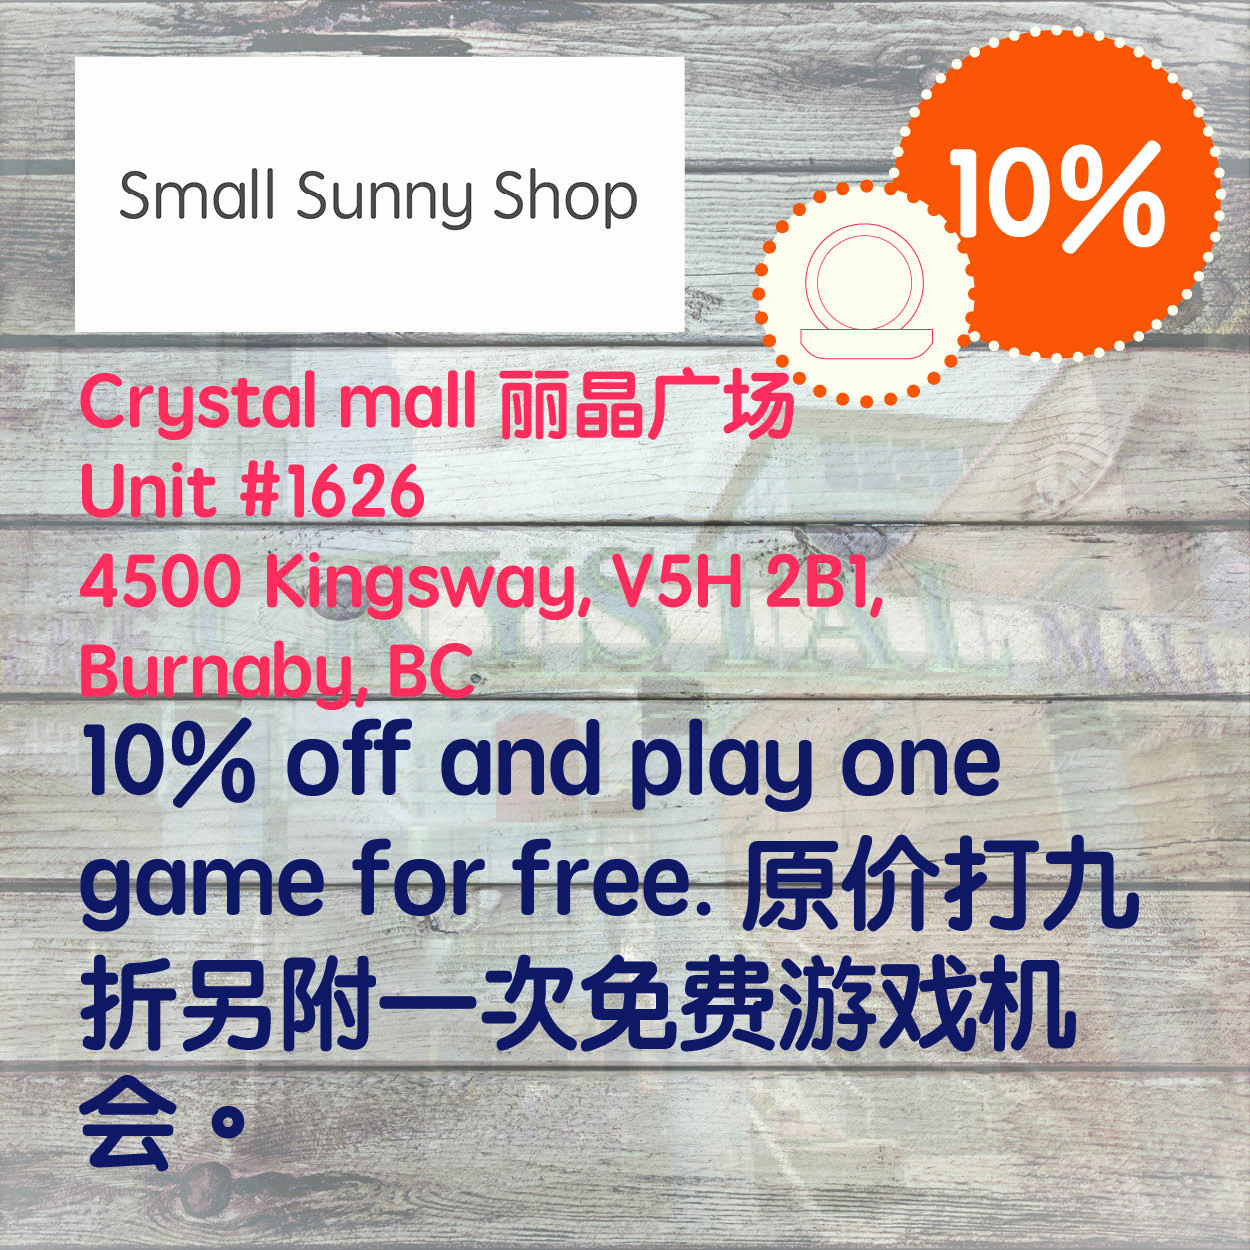 Small Sunny Shop
10%
Crystal mall 丽晶广场
Unit #1626
4500 Kingsway, V5H 2B1,
Burnaby, BC
CRYSTAL MALL
10% off and play one
game for free. 原价打九
折另附一次免费游戏机
会。